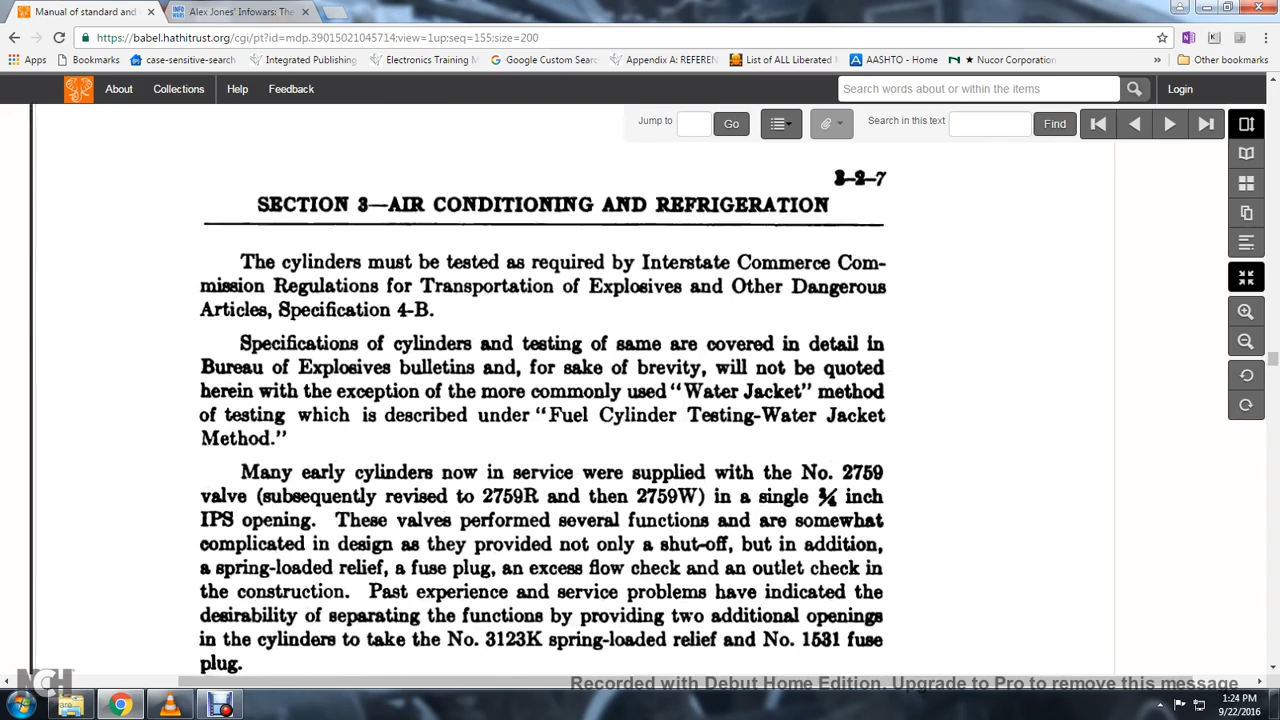 Manual of standard and
Alex Jones' Infowars: The
https://babel.hathitrust.org/cgi/pt?id=mdp.39015021045714;view=1up;seq=155;size=200
Apps
Bookmarks
case-sensitive-search
Integrated Publishing
Electronics Training M
Google Custom Searc
Appendix A: REFEREN
List of ALL Liberated M
AASHTO - Home
Nucor Corporation
»
Other bookmarks
About
Collections
Help
Feedback
Search words about or within the items
Login
Jump to
Go
Search in this text
Find
3-2-7
SECTION 3—AIR CONDITIONING AND REFRIGERATION
The cylinders must be tested as required by Interstate Commerce Com-
mission Regulations for Transportation of Explosives and Other Dangerous
Articles, Specification 4-B.
Specifications of cylinders and testing of same are covered in detail in
Bureau of Explosives bulletins and, for sake of brevity, will not be quoted
herein with the exception of the more commonly used "Water Jacket" method
of testing which is described under "Fuel Cylinder Testing-Water Jacket
Method."
Many early cylinders now in service were supplied with the No. 2759
valve (subsequently revised to 2759R and then 2759W) in a single ¾ inch
IPS opening. These valves performed several functions and are somewhat
complicated in design as they provided not only a shut-off, but in addition,
a spring-loaded relief, a fuse plug, an excess flow check and an outlet check in
the construction. Past experience and service problems have indicated the
desirability of separating the functions by providing two additional openings
in the cylinders to take the No. 3123K spring-loaded relief and No. 1531 fuse
plug.
NCH
Recorded with Debut Home Edition. Upgrade to Pro to remove this message
1:24 PM
9/22/2016